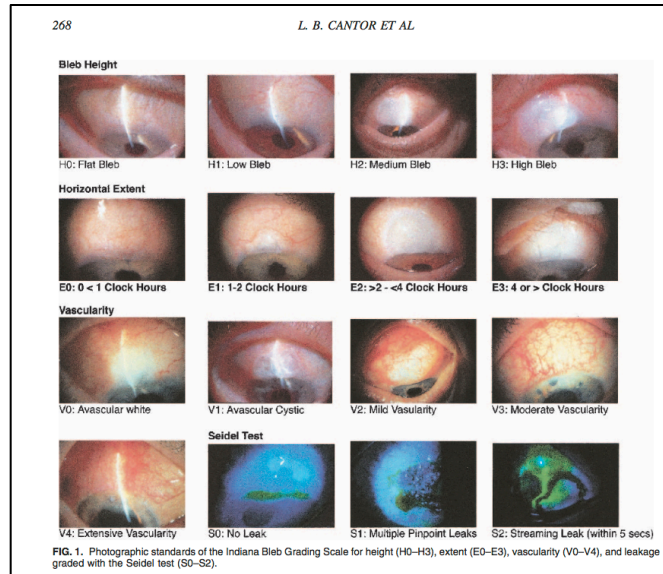 268
L. B. CANTOR ET AL
Bleb Height
H0: Flat Bleb
H1: Low Bleb
H2: Medium Bleb
H3: High Bleb
Horizontal Extent
E0: 0 < 1 Clock Hours
E1: 1-2 Clock Hours
E2: >2 - <4 Clock Hours
E3: 4 or > Clock Hours
Vascularity
V0: Avascular white
V1: Avascular Cystic
V2: Mild Vasularity
V3: Moderate Vascularity
Seidel Test
V4: Extensive Vascularity
S0: No Leak
S1: Multiple Pinpoint Leaks
S2: Streaming Leak (within 5 secs)
FIG. 1. Photographic standards of the Indiana Bleb Grading Scale for height (H0–H3), extent (E0–E3), vascularity (V0–V4), and leakage
graded with the Seidel test (S0–S2).